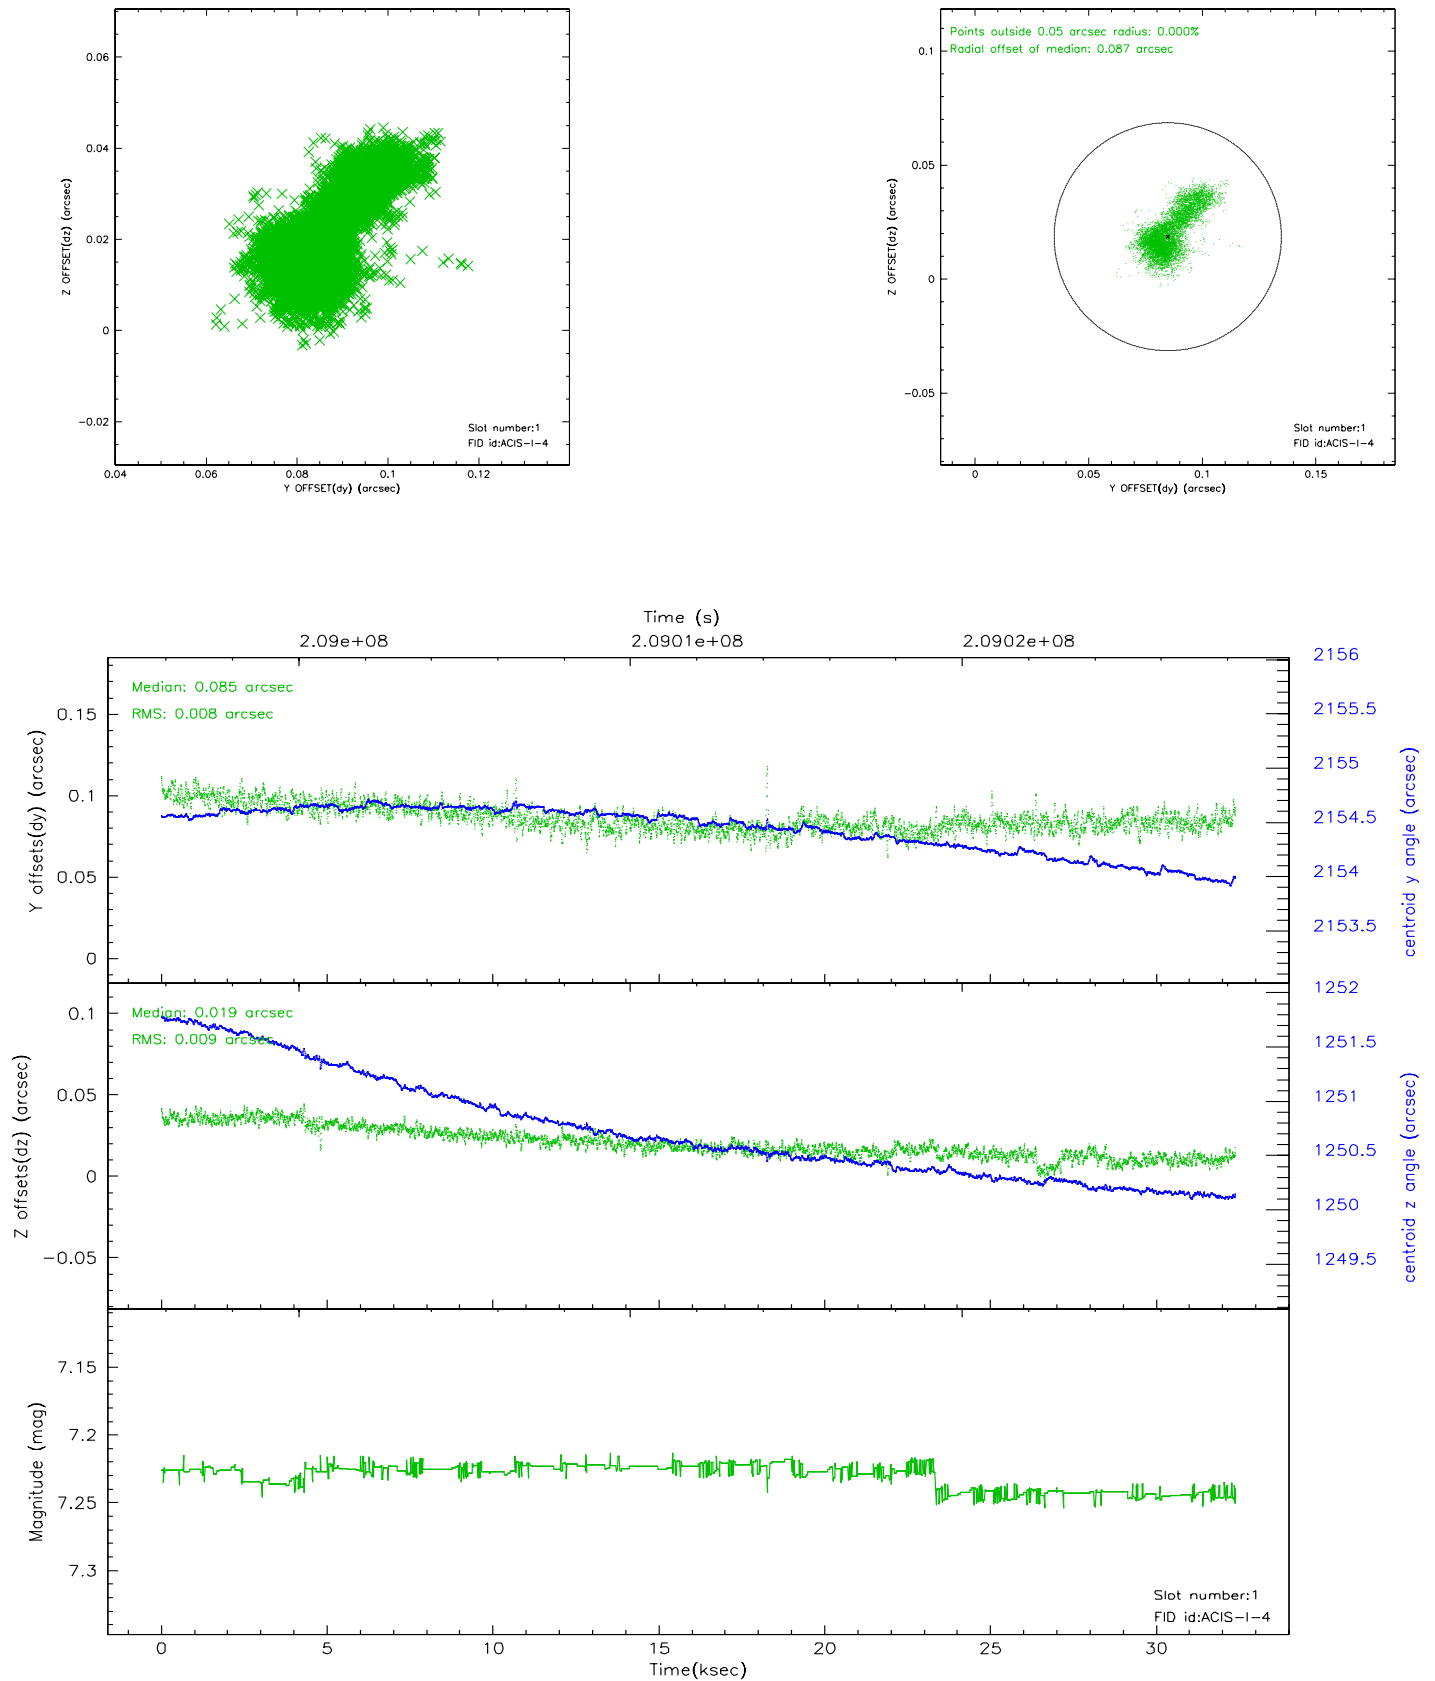 0.06
0.04
0.02
0
-0.02
Z OFFSET(dz) (arcsec)
Slot number:1
FID id:ACIS-I-4
0.04 0.06 0.08 0.1 0.12
Y OFFSET(dy) (arcsec)
Points outside 0.05 arcsec radius: 0.000%
Radial offset of median: 0.087 arcsec
0.1
0.05
0
-0.05
Z OFFSET(dz) (arcsec)
Slot number:1
FID id:ACIS-I-4
0 0.05 0.1 0.15
Y OFFSET(dy) (arcsec)
Time (s)
2.09e+08 2.0901e+08 2.0902e+08
Median: 0.085 arcsec
RMS: 0.008 arcsec
0.15
0.1
0.05
0
Y offsets(dy) (arcsec)
2156
2155.5
2155
2154.5
2154
2153.5
centroid y angle (arcsec)
Median: 0.019 arcsec
RMS: 0.009 arcsec
0.1
0.05
0
-0.05
Z offsets(dz) (arcsec)
1252
1251.5
1251
1250.5
1250
1249.5
centroid z angle (arcsec)
7.15
7.2
7.25
7.3
Magnitude (mag)
Slot number:1
FID id:ACIS-I-4
0 5 10 15 20 25 30
Time(ksec)